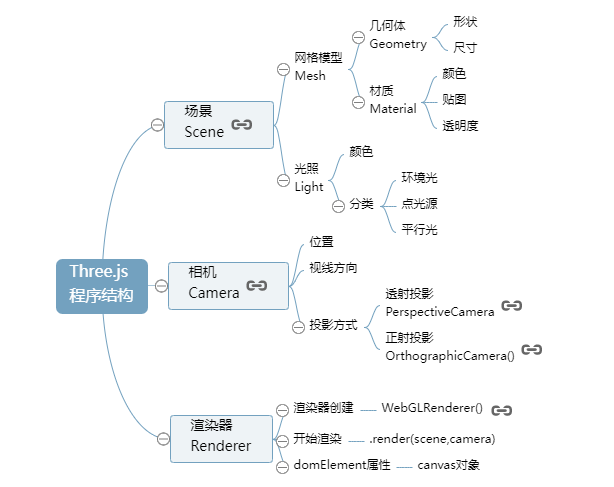 Three.js
程序结构
场景
Scene
网格模型
Mesh
几何体
Geometry
形状
尺寸
材质
Material
颜色
贴图
透明度
光照
Light
颜色
分类
环境光
点光源
平行光
相机
Camera
位置
视线方向
投影方式
透射投影
PerspectiveCamera
正射投影
OrthographicCamera()
渲染器
Renderer
渲染器创建
WebGLRenderer()
开始渲染
.render(scene,camera)
domElement属性
canvas对象